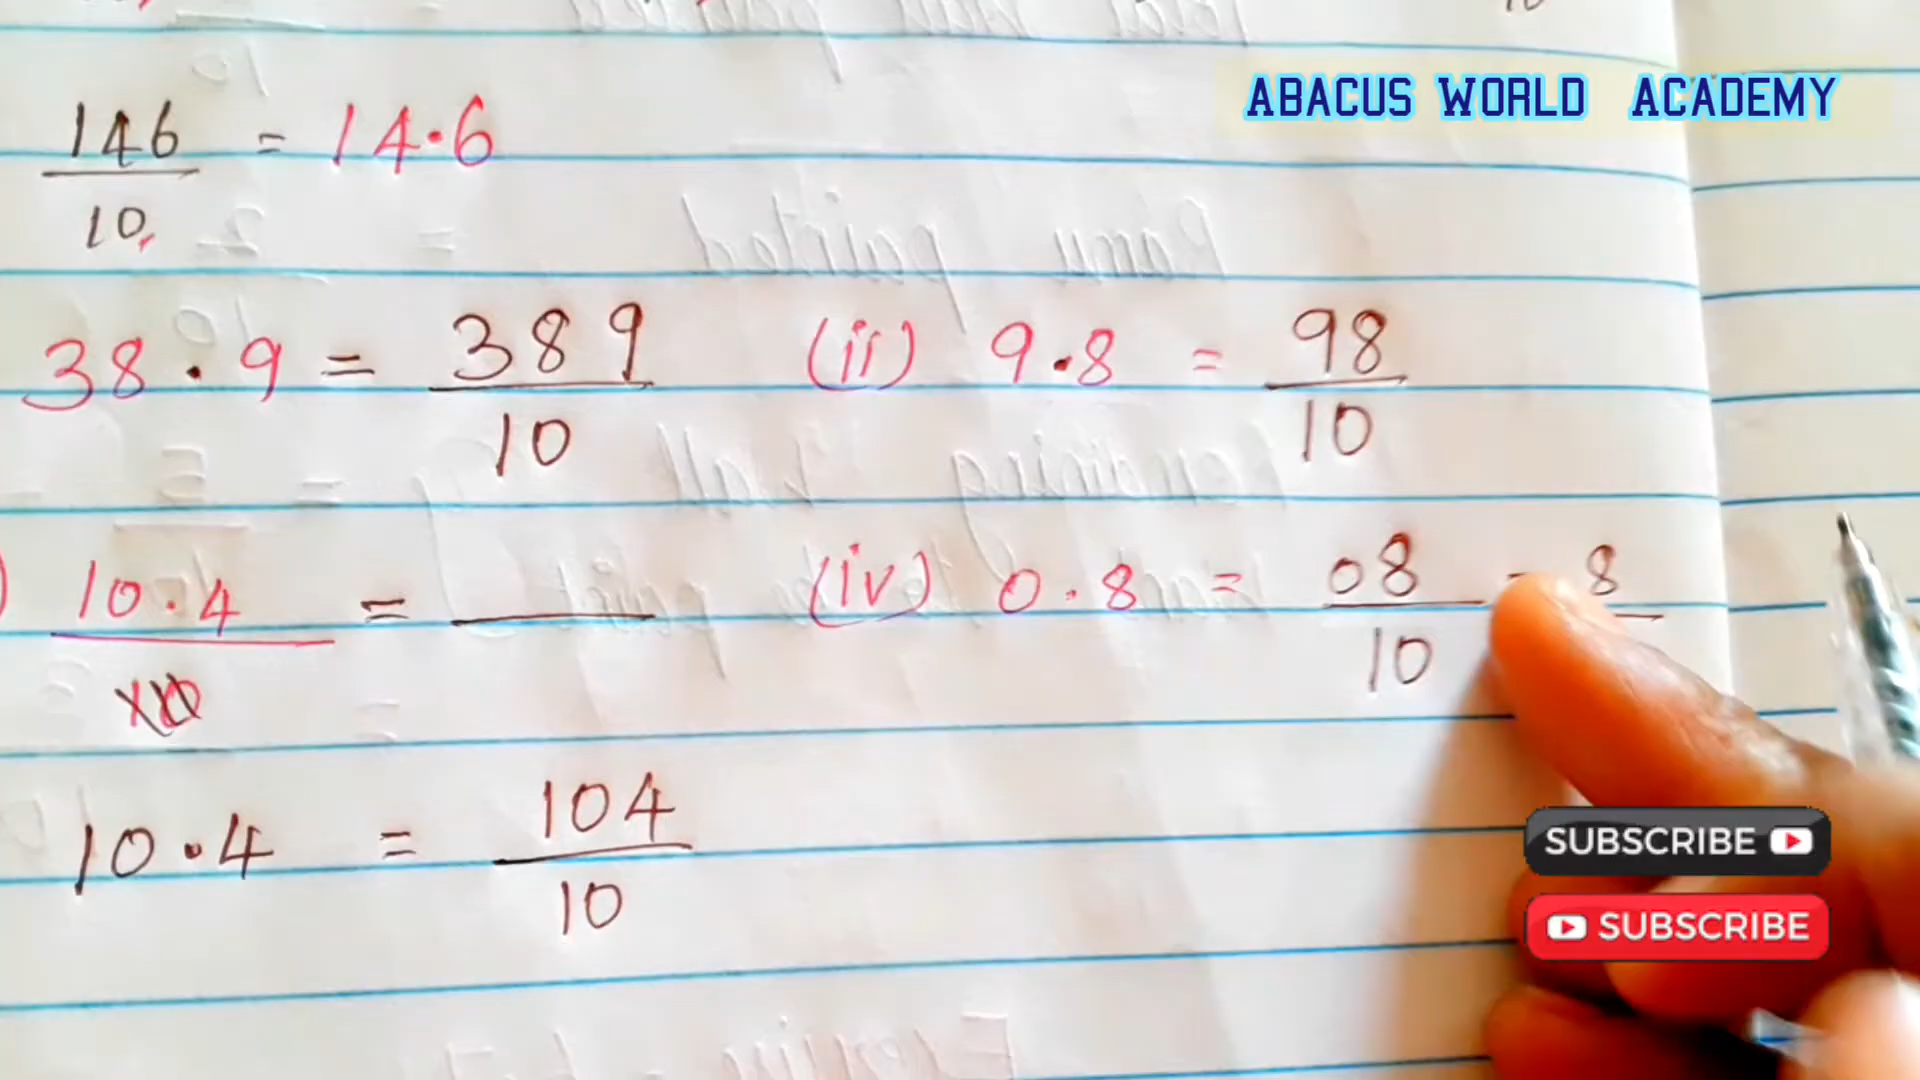 ABACUS WORLD ACADEMY
146/10 = 14.6
38.9 = 389/10 (ii) 9.8 = 98/10
) 10.4 = (iv) 0.8 = 08/10 = 8
10.4 = 104/10
SUBSCRIBE
SUBSCRIBE